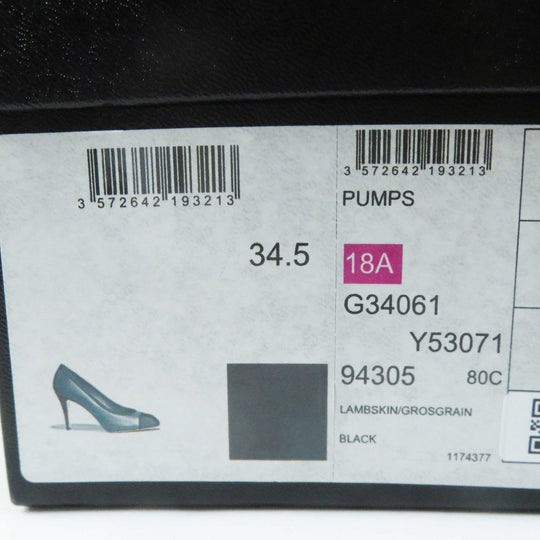 3 572642 193213
34.5
3 572642 193213
PUMPS
18A
G34061
Y53071
94305 80C
LAMBSKIN/GROSGRAIN
BLACK
1174377